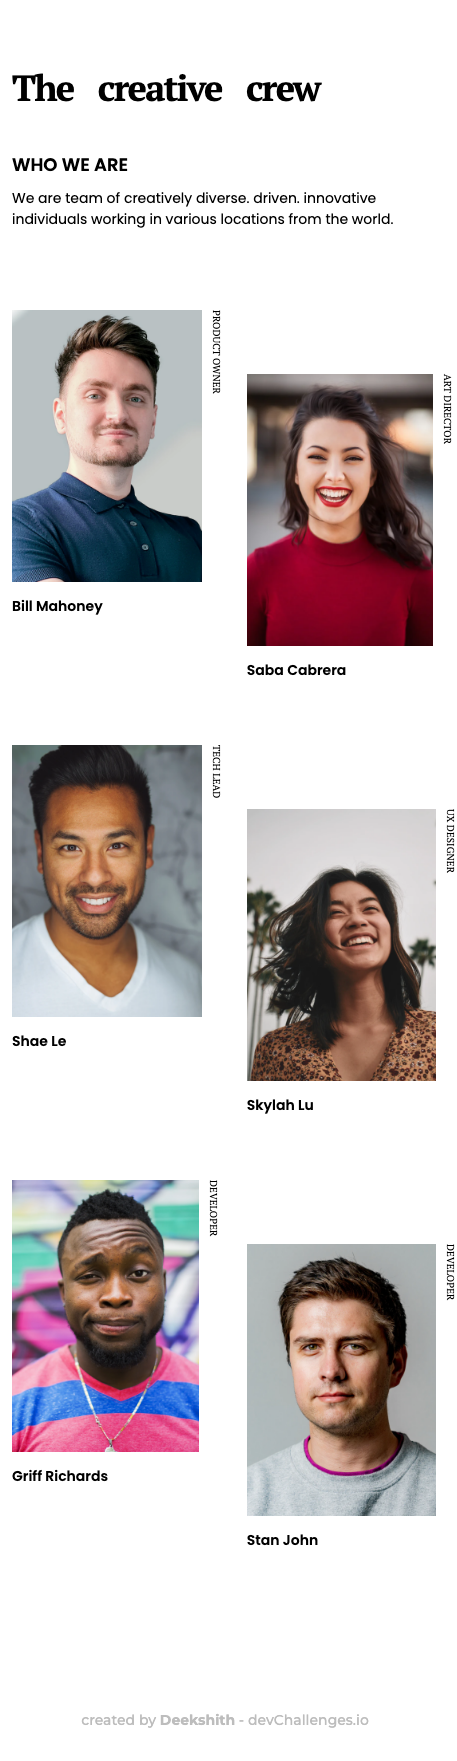 The creative crew
WHO WE ARE
We are team of creatively diverse. driven. innovative
individuals working in various locations from the world.
PRODUCT OWNER
Bill Mahoney
ART DIRECTOR
Saba Cabrera
TECH LEAD
Shae Le
UX DESIGNER
Skylah Lu
DEVELOPER
Griff Richards
DEVELOPER
Stan John
created by Deekshith - devChallenges.io